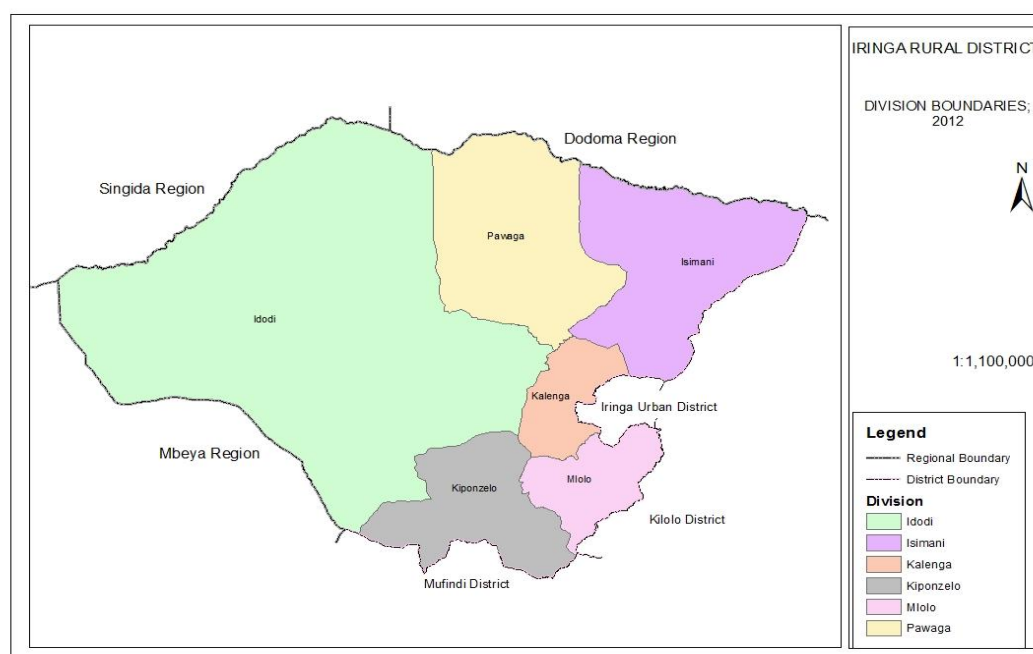 IRINGA RURAL DISTRICT
DIVISION BOUNDARIES;
2012
N
1:1,100,000
Dodoma Region
Singida Region
Pawaga
Isimani
Idodi
Kalenga
Iringa Urban District
Mbeya Region
Mlolo
Kiponzelo
Kilolo District
Mufindi District
Legend
Regional Boundary
District Boundary
Division
Idodi
Isimani
Kalenga
Kiponzelo
Mlolo
Pawaga